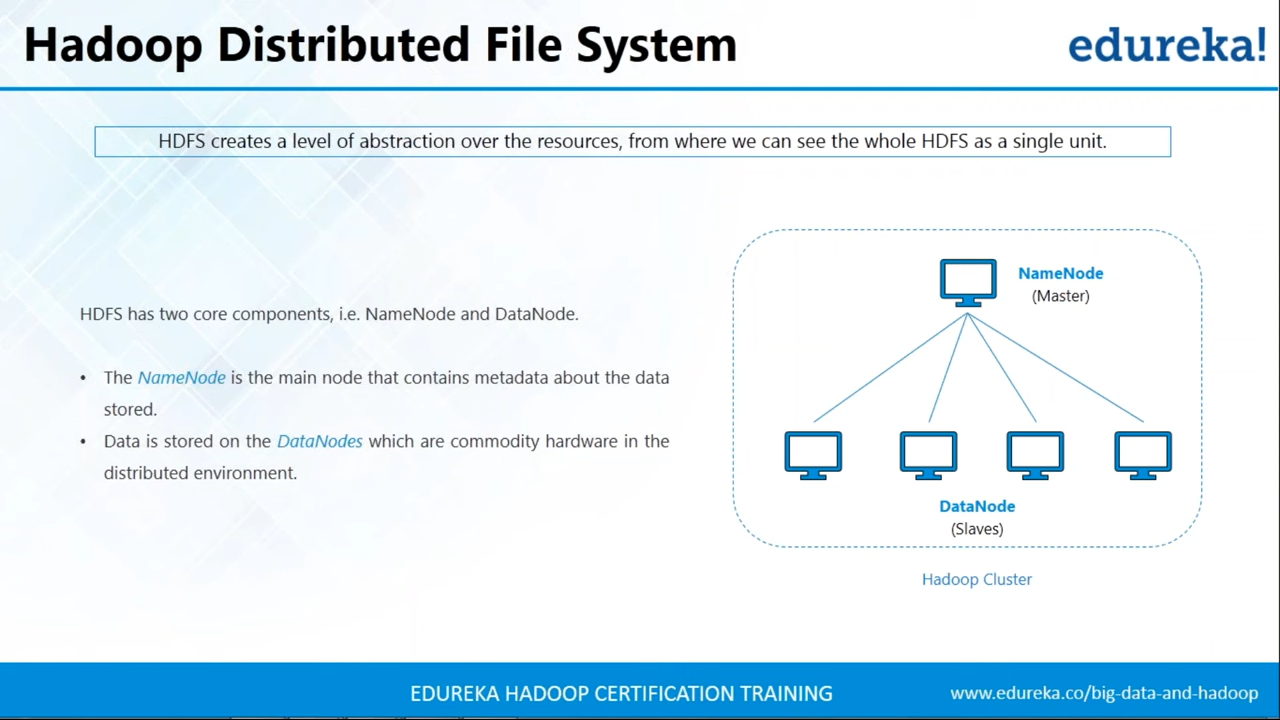 Hadoop Distributed File System
edureka!
HDFS creates a level of abstraction over the resources, from where we can see the whole HDFS as a single unit.
HDFS has two core components, i.e. NameNode and DataNode.
• The NameNode is the main node that contains metadata about the data
stored.
• Data is stored on the DataNodes which are commodity hardware in the
distributed environment.
NameNode
(Master)
DataNode
(Slaves)
Hadoop Cluster
EDUREKA HADOOP CERTIFICATION TRAINING
www.edureka.co/big-data-and-hadoop